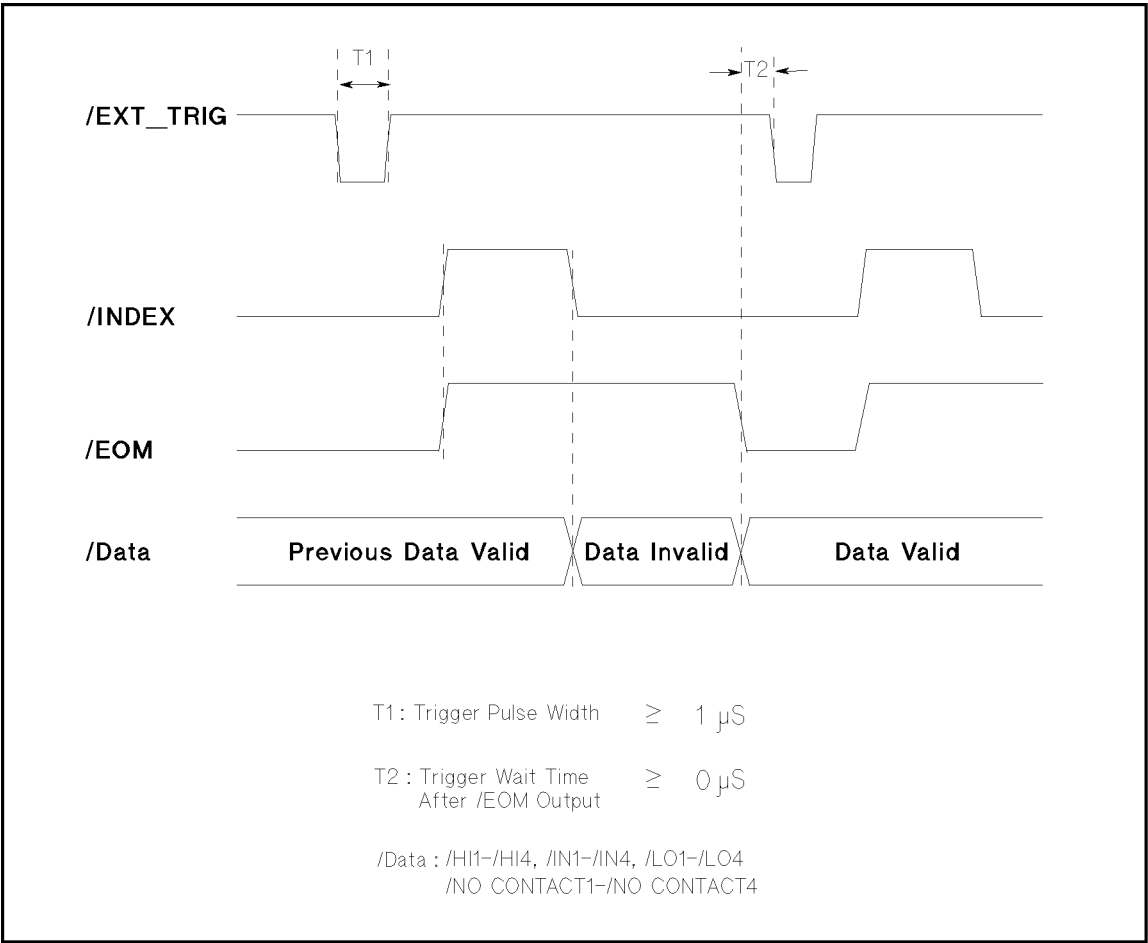 T1
T2
/EXT_TRIG
/INDEX
/EOM
/Data
Previous Data Valid
Data Invalid
Data Valid
T1 : Trigger Pulse Width ≥ 1 µS
T2 : Trigger Wait Time ≥ 0 µS
After /EOM Output
/Data : /HI1-/HI4, /IN1-/IN4, /LO1-/LO4
/NO CONTACT1-/NO CONTACT4